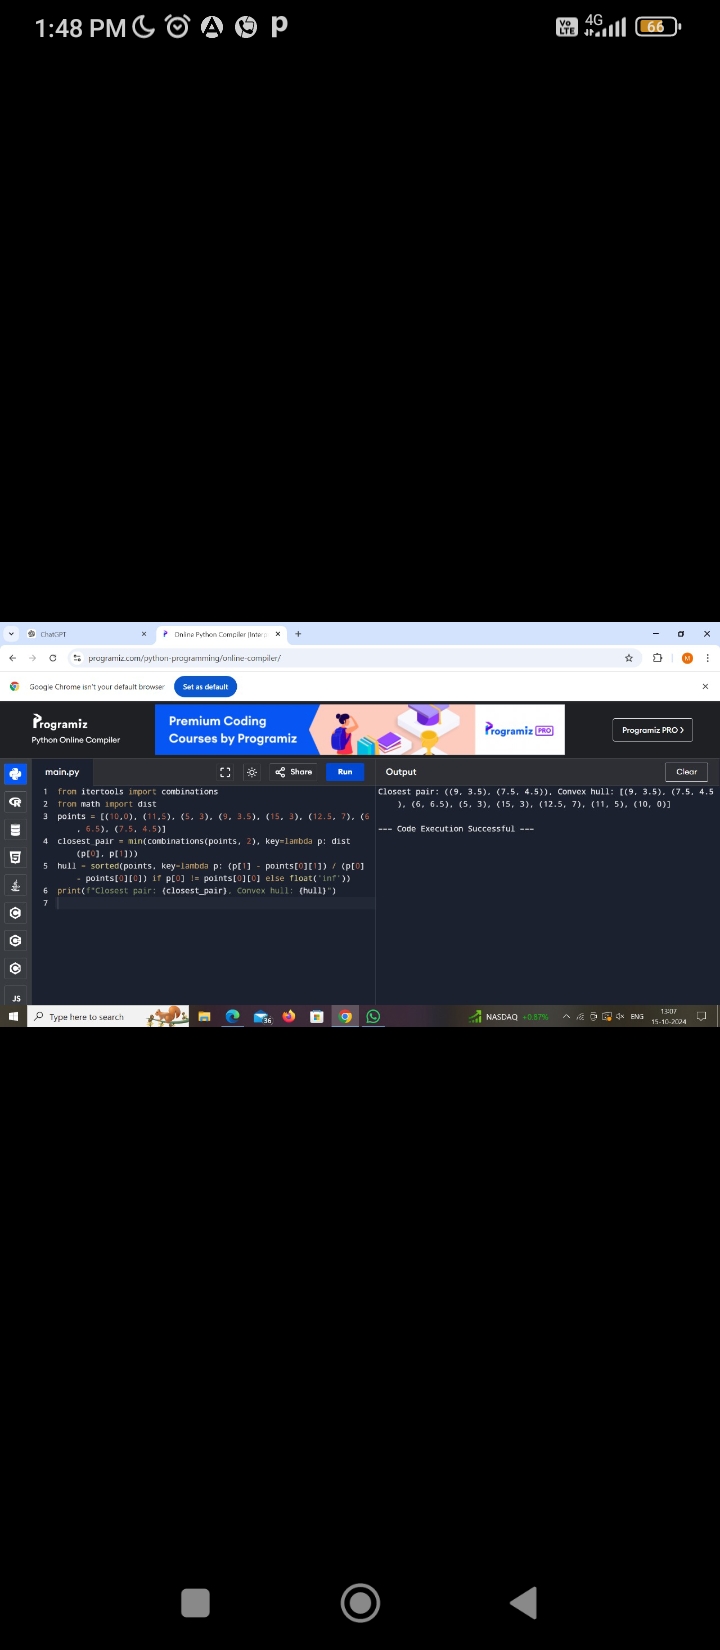 1:48 PM
Vo LTE 4G 66
ChatGPT
Online Python Compiler (Interp
programiz.com/python-programming/online-compiler/
M
Google Chrome isn't your default browser Set as default
Programiz
Python Online Compiler
Premium Coding
Courses by Programiz
Programiz PRO
Programiz PRO >
main.py
Share
Run
Output
Clear
1 from itertools import combinations
2 from math import dist
3 points = [(10,0), (11,5), (5, 3), (9, 3.5), (15, 3), (12.5, 7), (6
, 6.5), (7.5, 4.5)]
4 closest_pair = min(combinations(points, 2), key=lambda p: dist
(p[0], p[1]))
5 hull = sorted(points, key=lambda p: (p[1] - points[0][1]) / (p[0]
- points[0][0]) if p[0] != points[0][0] else float('inf'))
6 print(f"Closest pair: {closest_pair}, Convex hull: {hull}")
7
Closest pair: ((9, 3.5), (7.5, 4.5)), Convex hull: [(9, 3.5), (7.5, 4.5
), (6, 6.5), (5, 3), (15, 3), (12.5, 7), (11, 5), (10, 0)]
=== Code Execution Successful ===
JS
Type here to search
36
NASDAQ +0.37%
ENG
13:07
15-10-2024